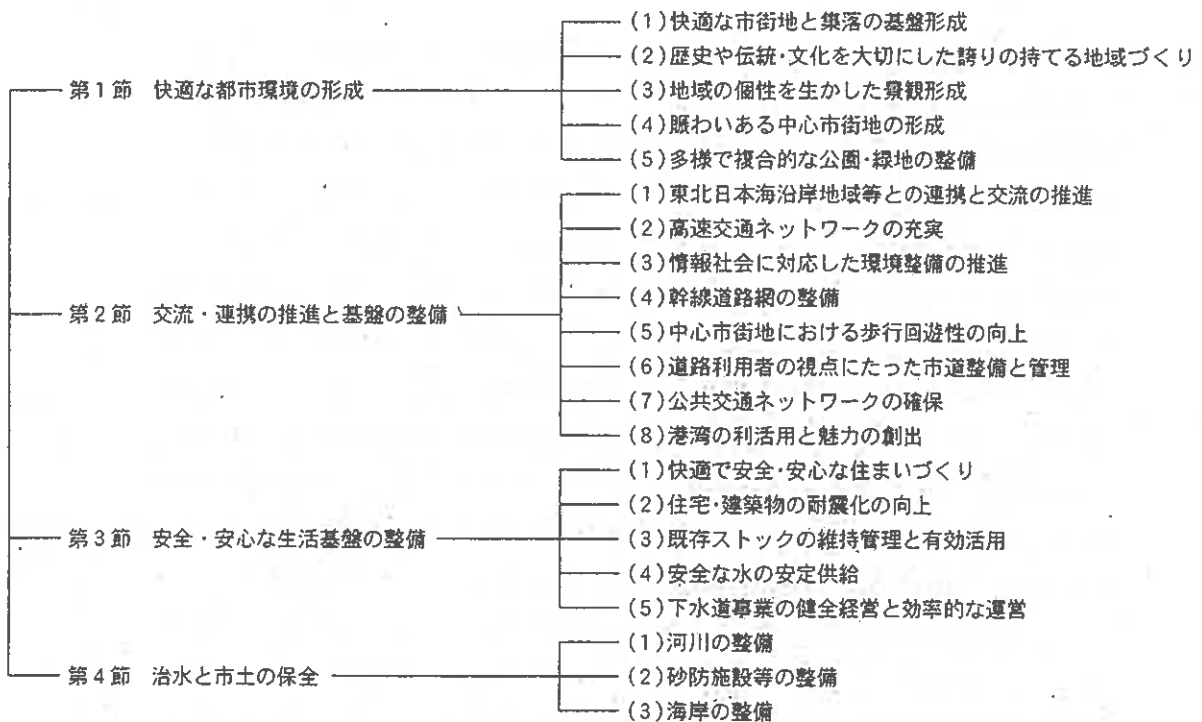 第1節 快適な都市環境の形成
(1)快適な市街地と集落の基盤形成
(2)歴史や伝統・文化を大切にした誇りの持てる地域づくり
(3)地域の個性を生かした景観形成
(4)賑わいある中心市街地の形成
(5)多様で複合的な公園・緑地の整備
第2節 交流・連携の推進と基盤の整備
(1)東北日本海沿岸地域等との連携と交流の推進
(2)高速交通ネットワークの充実
(3)情報社会に対応した環境整備の推進
(4)幹線道路網の整備
(5)中心市街地における歩行回遊性の向上
(6)道路利用者の視点にたった市道整備と管理
(7)公共交通ネットワークの確保
(8)港湾の利活用と魅力の創出
第3節 安全・安心な生活基盤の整備
(1)快適で安全・安心な住まいづくり
(2)住宅・建築物の耐震化の向上
(3)既存ストックの維持管理と有効活用
(4)安全な水の安定供給
(5)下水道事業の健全経営と効率的な運営
第4節 治水と市土の保全
(1)河川の整備
(2)砂防施設等の整備
(3)海岸の整備